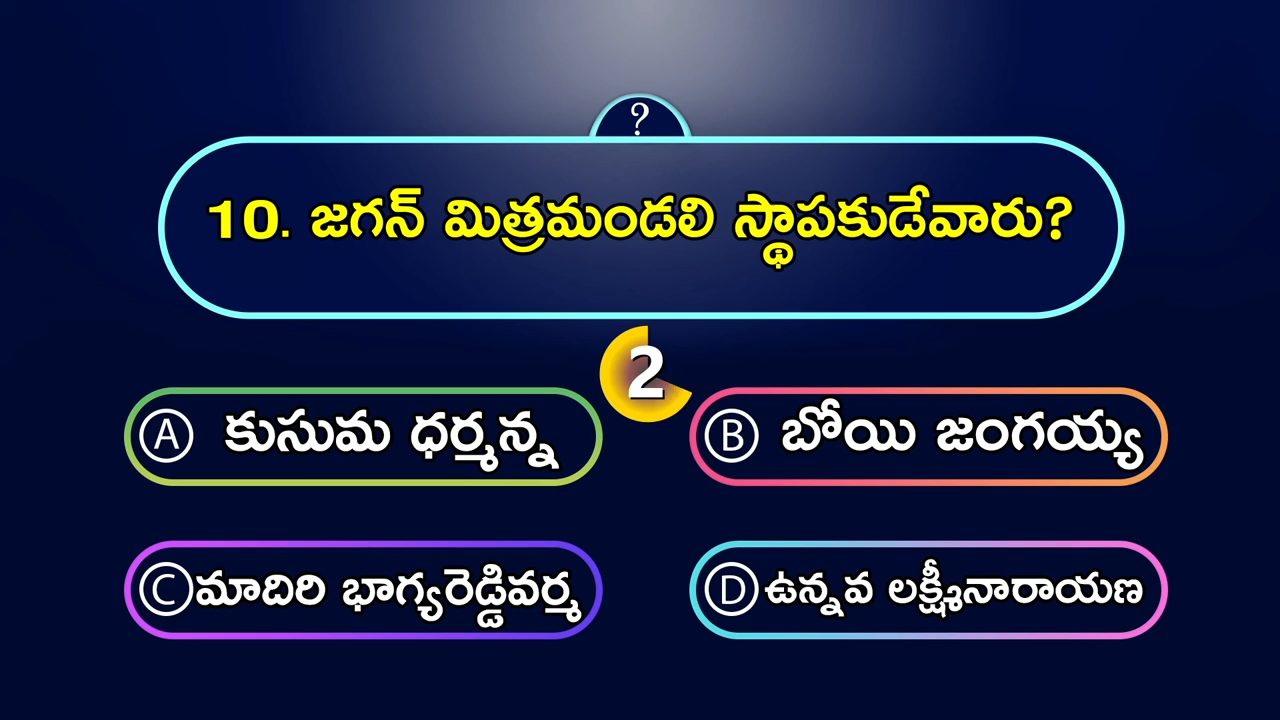 ?
10. జగన్ మిత్రమండలి స్థాపకుడేవారు?
2
A కుసుమ ధర్మన్న
B బోయి జంగయ్య
C మాదిరి భాగ్యరెడ్డివర్మ
D ఉన్నవ లక్ష్మీనారాయణ